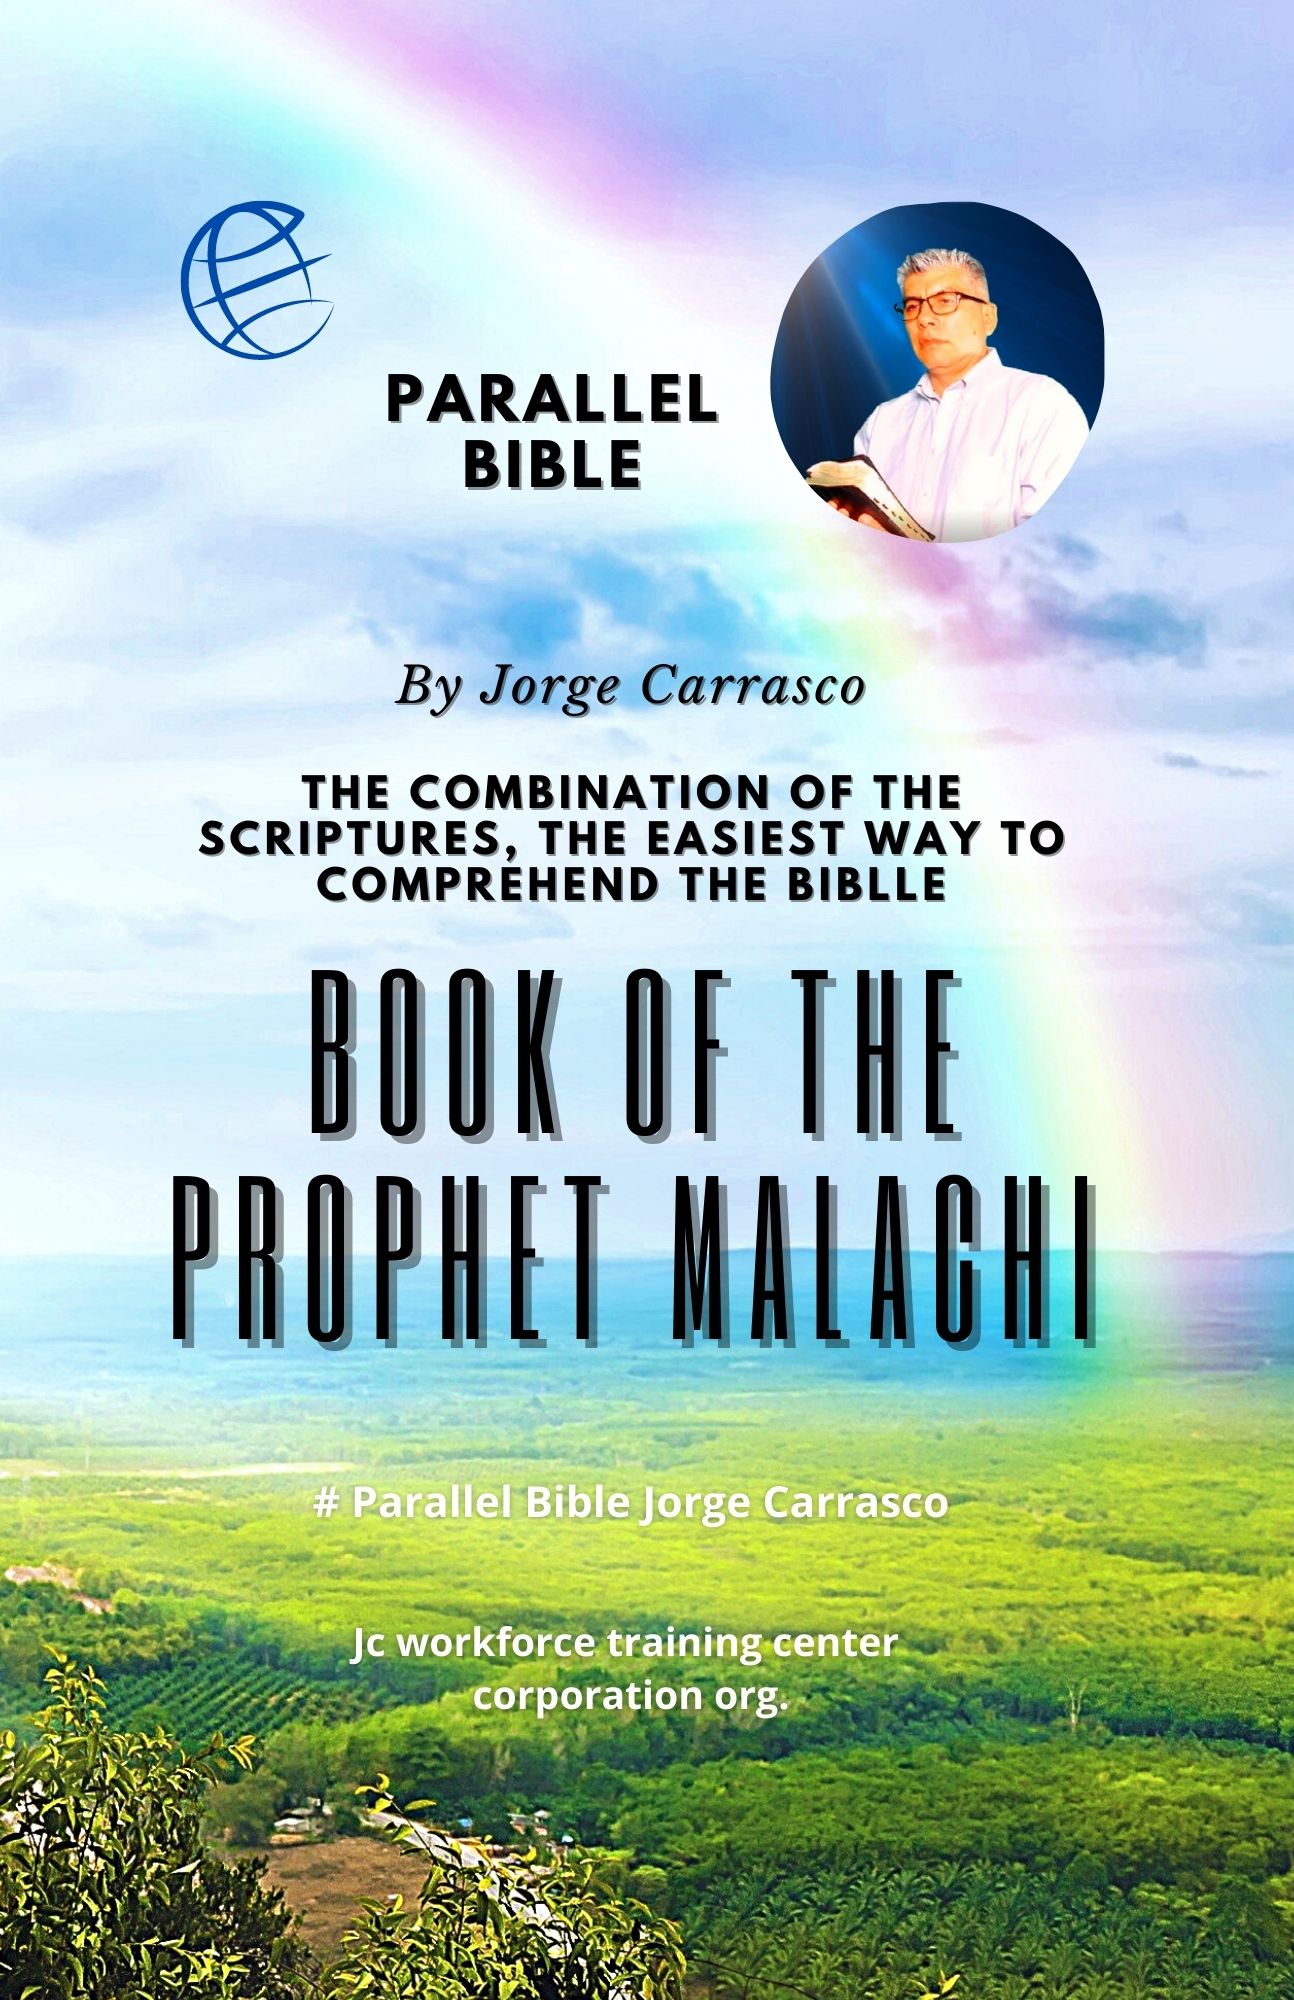 PARALLEL
BIBLE
By Jorge Carrasco
THE COMBINATION OF THE
SCRIPTURES, THE EASIEST WAY TO
COMPREHEND THE BIBLLE
BOOK OF THE
PROPHET MALACHI
# Parallel Bible Jorge Carrasco
Jc workforce training center
corporation org.